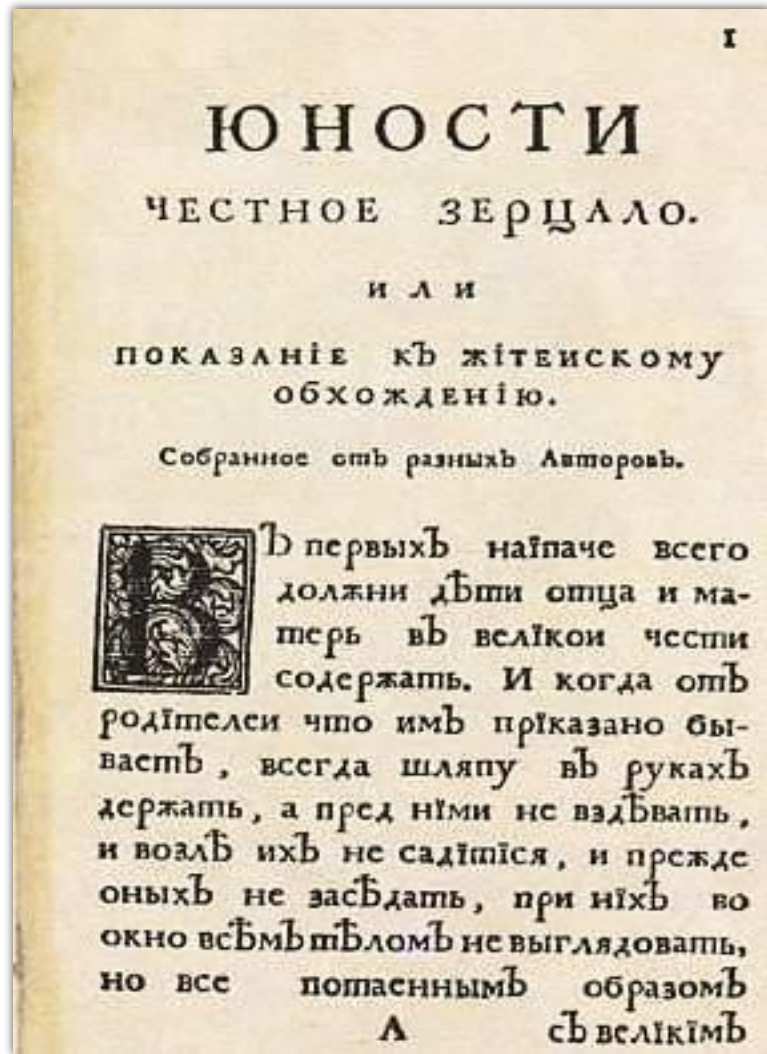 1
ЮНОСТИ
ЧЕСТНОЕ ЗЕРЦАЛО.
ИЛИ
ПОКАЗАНІЕ КЪ ЖІТЕИСКОМУ
ОБХОЖДЕНІЮ.
Собранное отъ разныхъ Авторовъ.
ВЪ первыхЪ наіпаче всего
должни дѣти отца и ма-
терь вЪ велікои чести
содержать. И когда отЪ
родітелеи что имЪ пріказано бы-
ваетЪ, всегда шляпу вЪ рукахЪ
держать, а пред німи не вздѣвать,
и возлѣ ихЪ не садітіся, и прежде
оныхЪ не засѣдать, при ніхЪ во
окно всѣмЪ тѣломЪ не выглядовать,
но все потаеннымЪ образомЪ
А сЪ велікімЪ